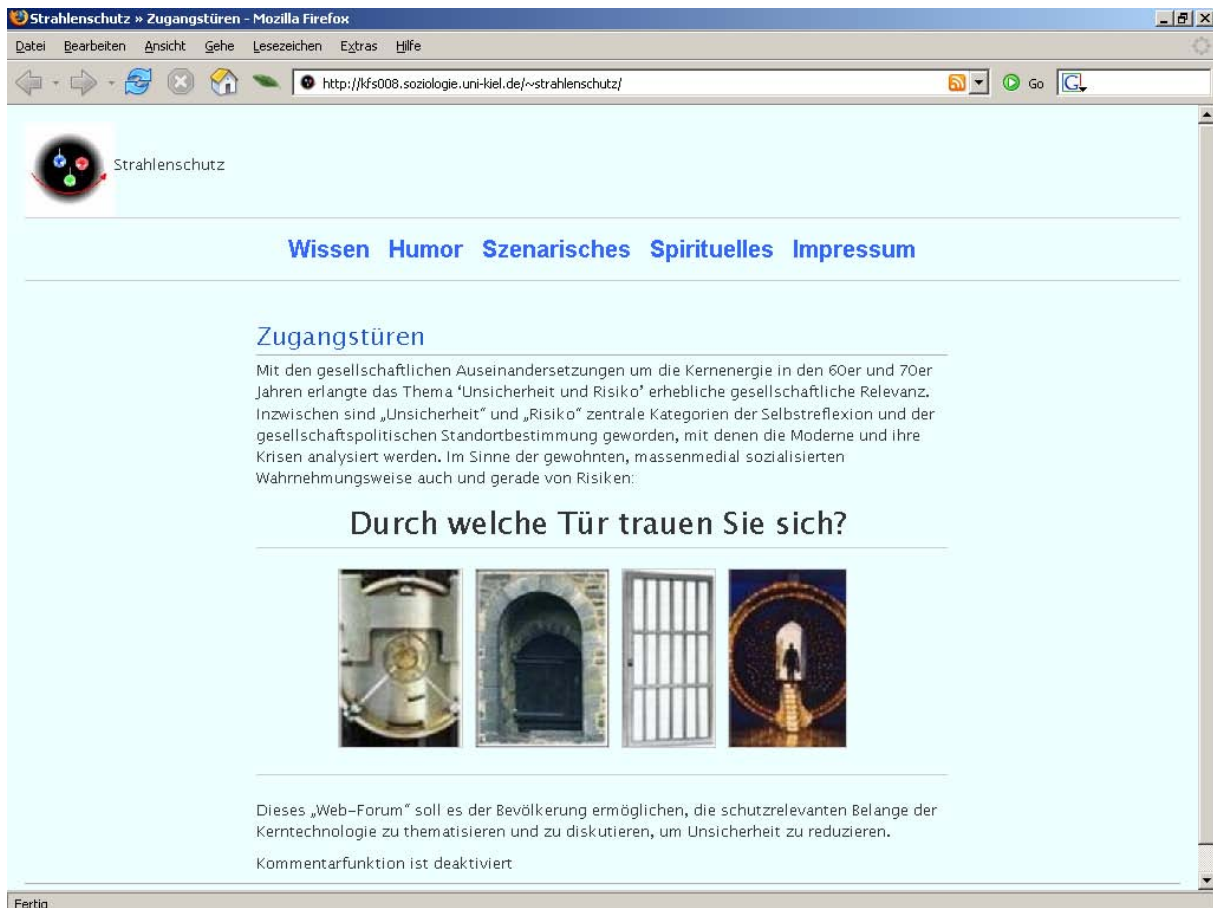 Strahlenschutz » Zugangstüren - Mozilla Firefox
Datei Bearbeiten Ansicht Gehe Lesezeichen Extras Hilfe
http://kfs008.soziologie.uni-kiel.de/~strahlenschutz/ Go G
Strahlenschutz
Wissen Humor Szenarisches Spirituelles Impressum
Zugangstüren
Mit den gesellschaftlichen Auseinandersetzungen um die Kernenergie in den 60er und 70er
Jahren erlangte das Thema ‘Unsicherheit und Risiko’ erhebliche gesellschaftliche Relevanz.
Inzwischen sind „Unsicherheit“ und „Risiko“ zentrale Kategorien der Selbstreflexion und der
gesellschaftspolitischen Standortbestimmung geworden, mit denen die Moderne und ihre
Krisen analysiert werden. Im Sinne der gewohnten, massenmedial sozialisierten
Wahrnehmungsweise auch und gerade von Risiken:
Durch welche Tür trauen Sie sich?
Dieses „Web-Forum“ soll es der Bevölkerung ermöglichen, die schutzrelevanten Belange der
Kerntechnologie zu thematisieren und zu diskutieren, um Unsicherheit zu reduzieren.
Kommentarfunktion ist deaktiviert
Fertig